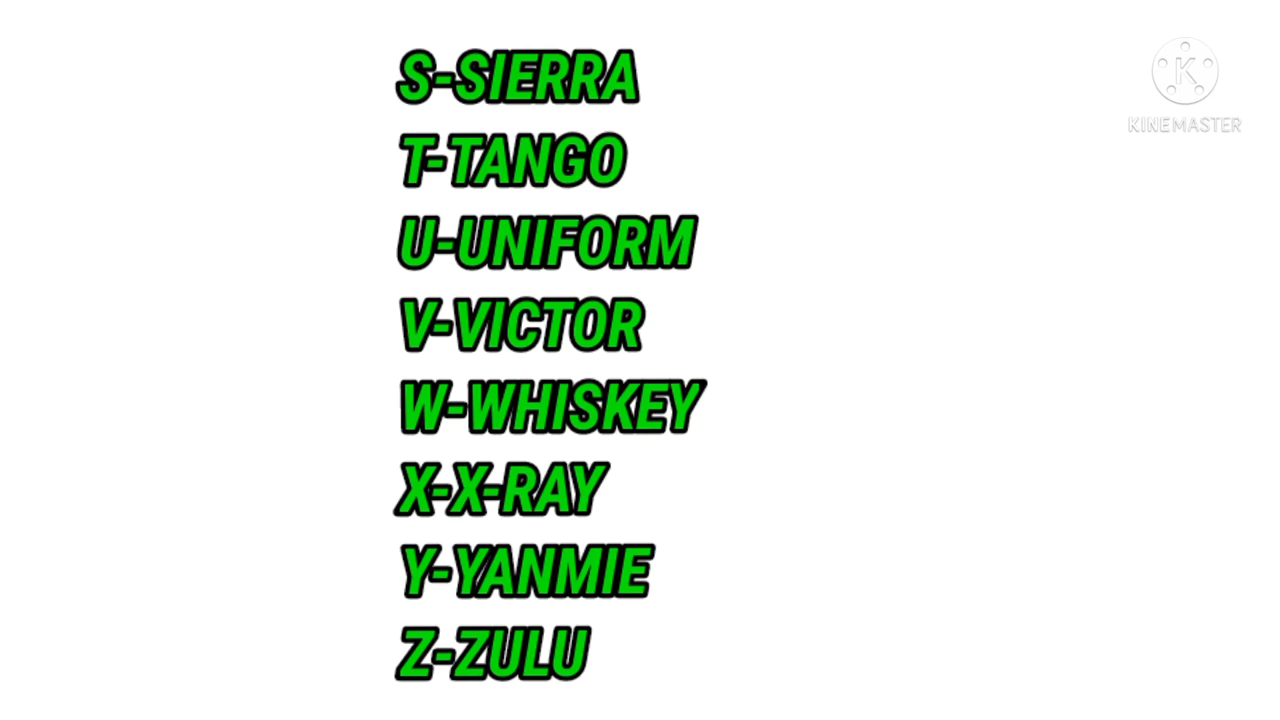 S-SIERRA
T-TANGO
U-UNIFORM
V-VICTOR
W-WHISKEY
X-X-RAY
Y-YANMIE
Z-ZULU
K
KINEMASTER